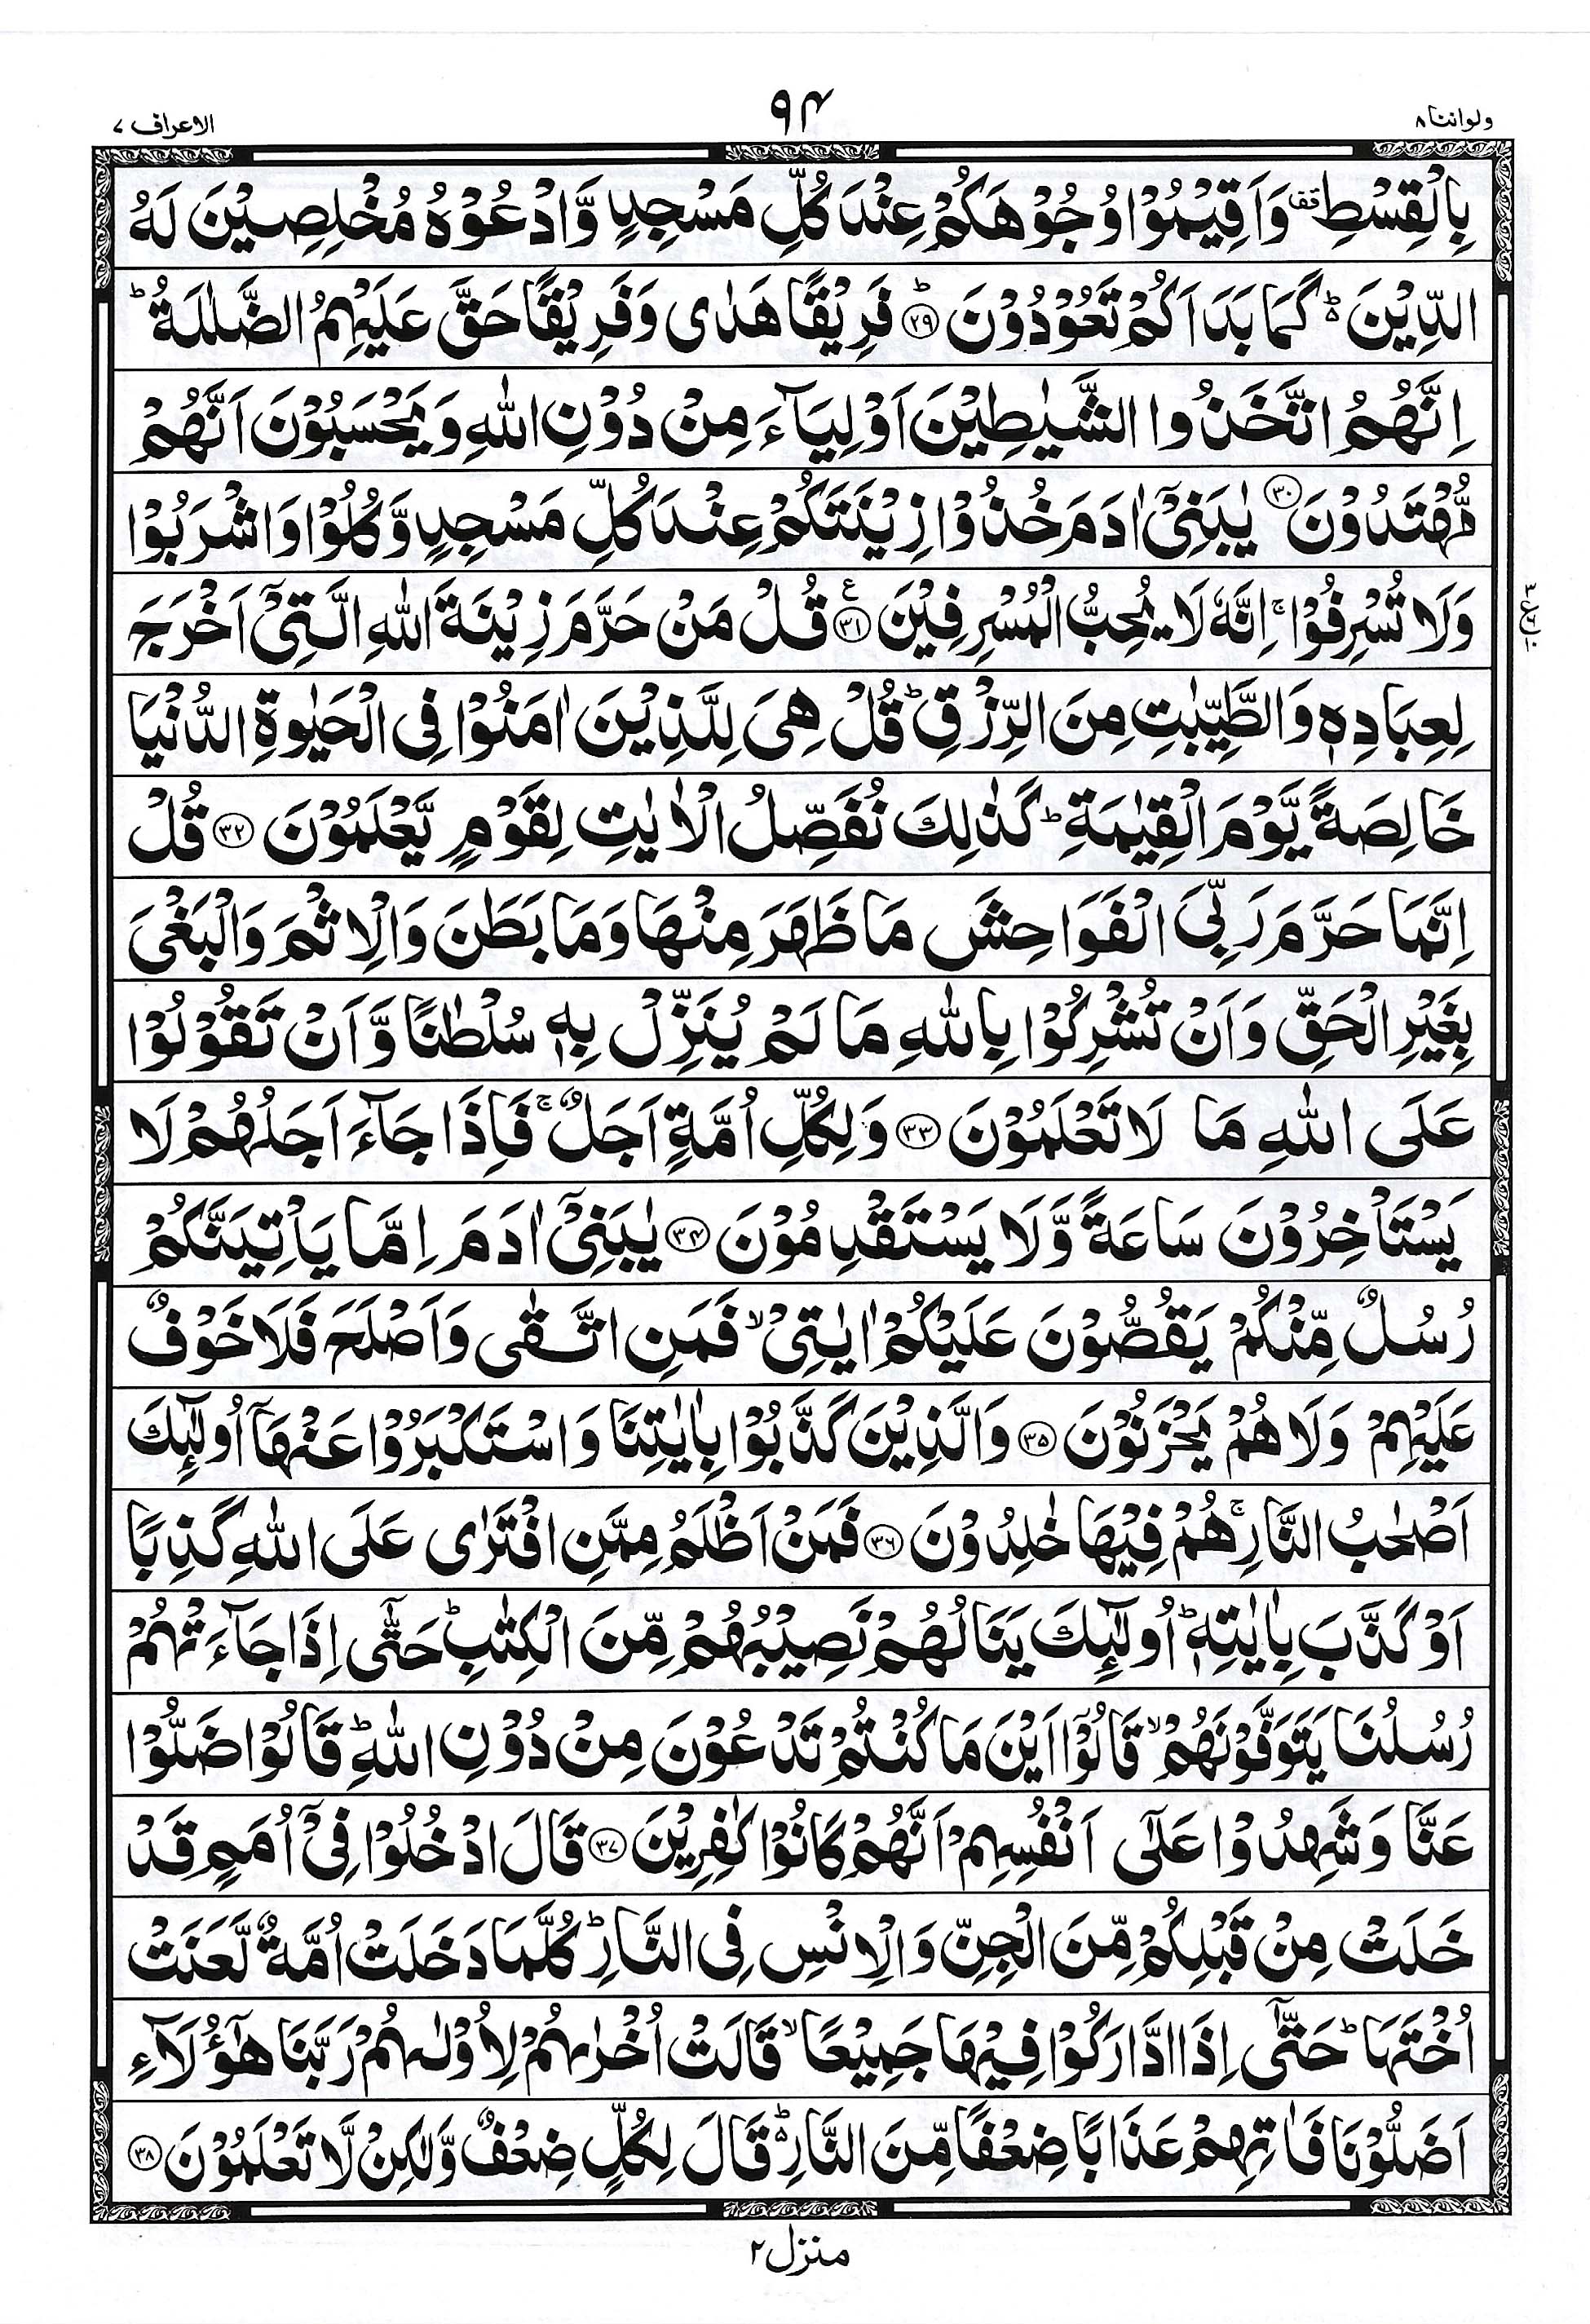 ولواننا ٨
٩۴
الاعراف ٧
بِالْقِسْطِ قف وَاَقِيْمُوْا وُجُوْهَكُمْ عِنْدَ كُلِّ مَسْجِدٍ وَّادْعُوْهُ مُخْلِصِيْنَ لَهُ
الدِّيْنَ ؕ۬ كَمَا بَدَاَكُمْ تَعُوْدُوْنَ ؕ ﴿٢٩﴾ فَرِيْقًا هَدٰى وَفَرِيْقًا حَقَّ عَلَيْهِمُ الضَّلٰلَةُ ؕ
اِنَّهُمُ اتَّخَذُوا الشَّيٰطِيْنَ اَوْلِيَآءَ مِنْ دُوْنِ اللّٰهِ وَيَحْسَبُوْنَ اَنَّهُمْ
مُّهْتَدُوْنَ ﴿٣٠﴾ يٰبَنِيْۤ اٰدَمَ خُذُوْا زِيْنَتَكُمْ عِنْدَ كُلِّ مَسْجِدٍ وَّكُلُوْا وَاشْرَبُوْا
وَلَا تُسْرِفُوْا ۚ اِنَّهٗ لَا يُحِبُّ الْمُسْرِفِيْنَ ﴿٣١﴾ ع قُلْ مَنْ حَرَّمَ زِيْنَةَ اللّٰهِ الَّتِيْۤ اَخْرَجَ
لِعِبَادِهٖ وَالطَّيِّبٰتِ مِنَ الرِّزْقِ ؕ قُلْ هِيَ لِلَّذِيْنَ اٰمَنُوْا فِى الْحَيٰوةِ الدُّنْيَا
خَالِصَةً يَّوْمَ الْقِيٰمَةِ ؕ كَذٰلِكَ نُفَصِّلُ الْاٰيٰتِ لِقَوْمٍ يَّعْلَمُوْنَ ﴿٣٢﴾ قُلْ
اِنَّمَا حَرَّمَ رَبِّيَ الْفَوَاحِشَ مَا ظَهَرَ مِنْهَا وَمَا بَطَنَ وَالْاِثْمَ وَالْبَغْيَ
بِغَيْرِ الْحَقِّ وَاَنْ تُشْرِكُوْا بِاللّٰهِ مَا لَمْ يُنَزِّلْ بِهٖ سُلْطٰنًا وَّاَنْ تَقُوْلُوْا
عَلَى اللّٰهِ مَا لَا تَعْلَمُوْنَ ﴿٣٣﴾ وَلِكُلِّ اُمَّةٍ اَجَلٌ ۚ فَاِذَا جَآءَ اَجَلُهُمْ لَا
يَسْتَاْخِرُوْنَ سَاعَةً وَّلَا يَسْتَقْدِمُوْنَ ﴿٣۴﴾ يٰبَنِيْۤ اٰدَمَ اِمَّا يَاْتِيَنَّكُمْ
رُسُلٌ مِّنْكُمْ يَقُصُّوْنَ عَلَيْكُمْ اٰيٰتِيْ ۙ فَمَنِ اتَّقٰى وَاَصْلَحَ فَلَا خَوْفٌ
عَلَيْهِمْ وَلَا هُمْ يَحْزَنُوْنَ ﴿٣٥﴾ وَالَّذِيْنَ كَذَّبُوْا بِاٰيٰتِنَا وَاسْتَكْبَرُوْا عَنْهَاۤ اُولٰٓئِكَ
اَصْحٰبُ النَّارِ ۚ هُمْ فِيْهَا خٰلِدُوْنَ ﴿٣٦﴾ فَمَنْ اَظْلَمُ مِمَّنِ افْتَرٰى عَلَى اللّٰهِ كَذِبًا
اَوْ كَذَّبَ بِاٰيٰتِهٖ ؕ اُولٰٓئِكَ يَنَالُهُمْ نَصِيْبُهُمْ مِّنَ الْكِتٰبِ ؕ حَتّٰۤى اِذَا جَآءَتْهُمْ
رُسُلُنَا يَتَوَفَّوْنَهُمْ ۙ قَالُوْۤا اَيْنَ مَا كُنْتُمْ تَدْعُوْنَ مِنْ دُوْنِ اللّٰهِ ؕ قَالُوْا ضَلُّوْا
عَنَّا وَشَهِدُوْا عَلٰۤى اَنْفُسِهِمْ اَنَّهُمْ كَانُوْا كٰفِرِيْنَ ﴿٣٧﴾ قَالَ ادْخُلُوْا فِيْۤ اُمَمٍ قَدْ
خَلَتْ مِنْ قَبْلِكُمْ مِّنَ الْجِنِّ وَالْاِنْسِ فِى النَّارِ ؕ كُلَّمَا دَخَلَتْ اُمَّةٌ لَّعَنَتْ
اُخْتَهَا ؕ حَتّٰۤى اِذَا ادَّارَكُوْا فِيْهَا جَمِيْعًا ۙ قَالَتْ اُخْرٰىهُمْ لِاُوْلٰىهُمْ رَبَّنَا هٰۤؤُلَآءِ
اَضَلُّوْنَا فَاٰتِهِمْ عَذَابًا ضِعْفًا مِّنَ النَّارِ ؕ۬ قَالَ لِكُلٍّ ضِعْفٌ وَّلٰكِنْ لَّا تَعْلَمُوْنَ ﴿٣٨﴾
منزل ٢